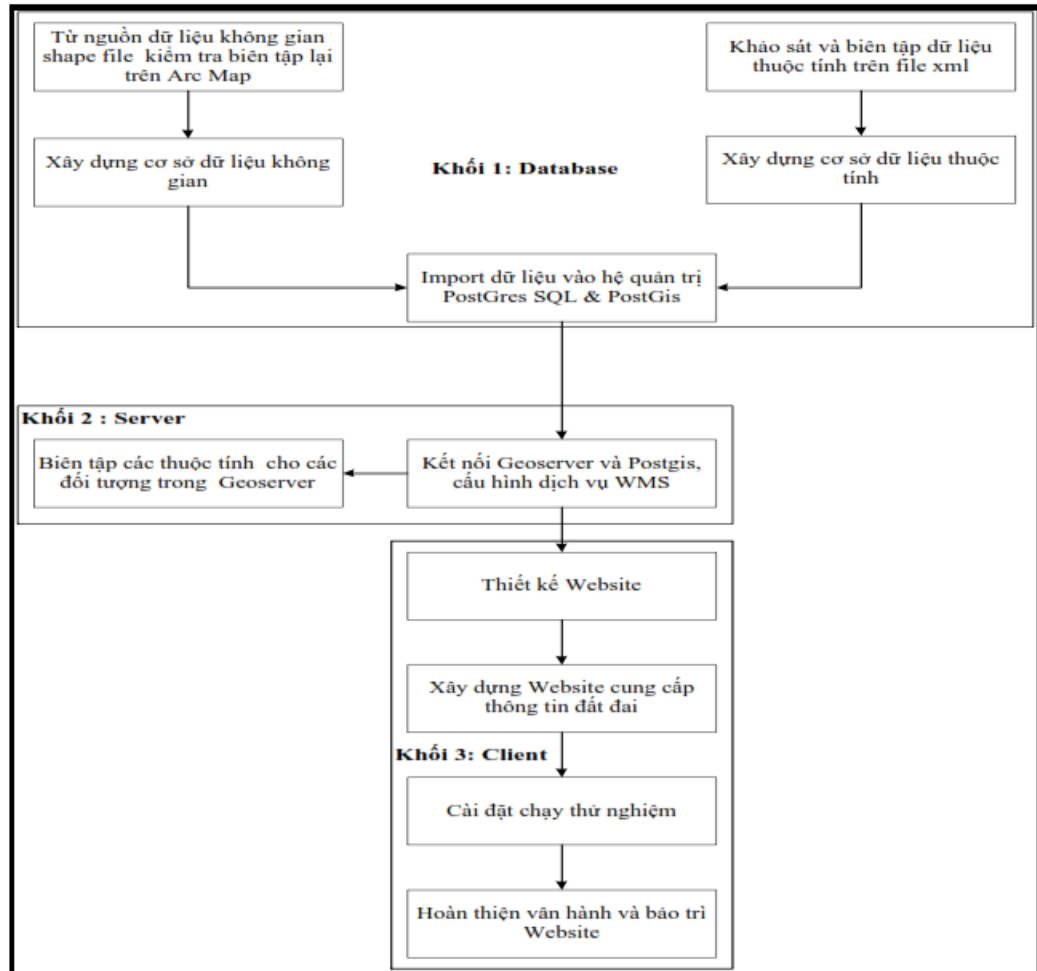 Từ nguồn dữ liệu không gian
shape file kiểm tra biên tập lại
trên Arc Map
Khảo sát và biên tập dữ liệu
thuộc tính trên file xml
Xây dựng cơ sở dữ liệu không
gian
Khối 1: Database
Xây dựng cơ sở dữ liệu thuộc
tính
Import dữ liệu vào hệ quản trị
PostGres SQL & PostGis
Khối 2 : Server
Biên tập các thuộc tính cho các
đối tượng trong Geoserver
Kết nối Geoserver và Postgis,
cấu hình dịch vụ WMS
Thiết kế Website
Xây dựng Website cung cấp
thông tin đất đai
Khối 3: Client
Cài đặt chạy thử nghiệm
Hoàn thiện vân hành và bảo trì
Website